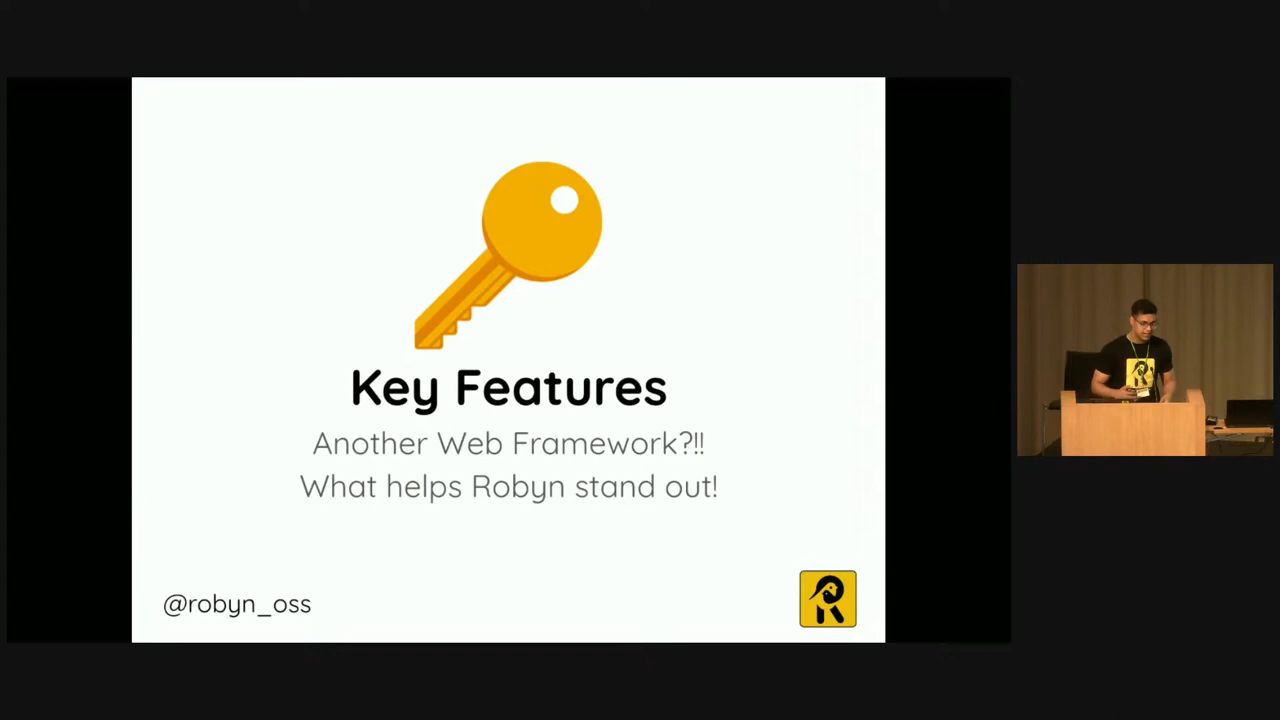 Key Features
Another Web Framework?!!
What helps Robyn stand out!
@robyn_oss